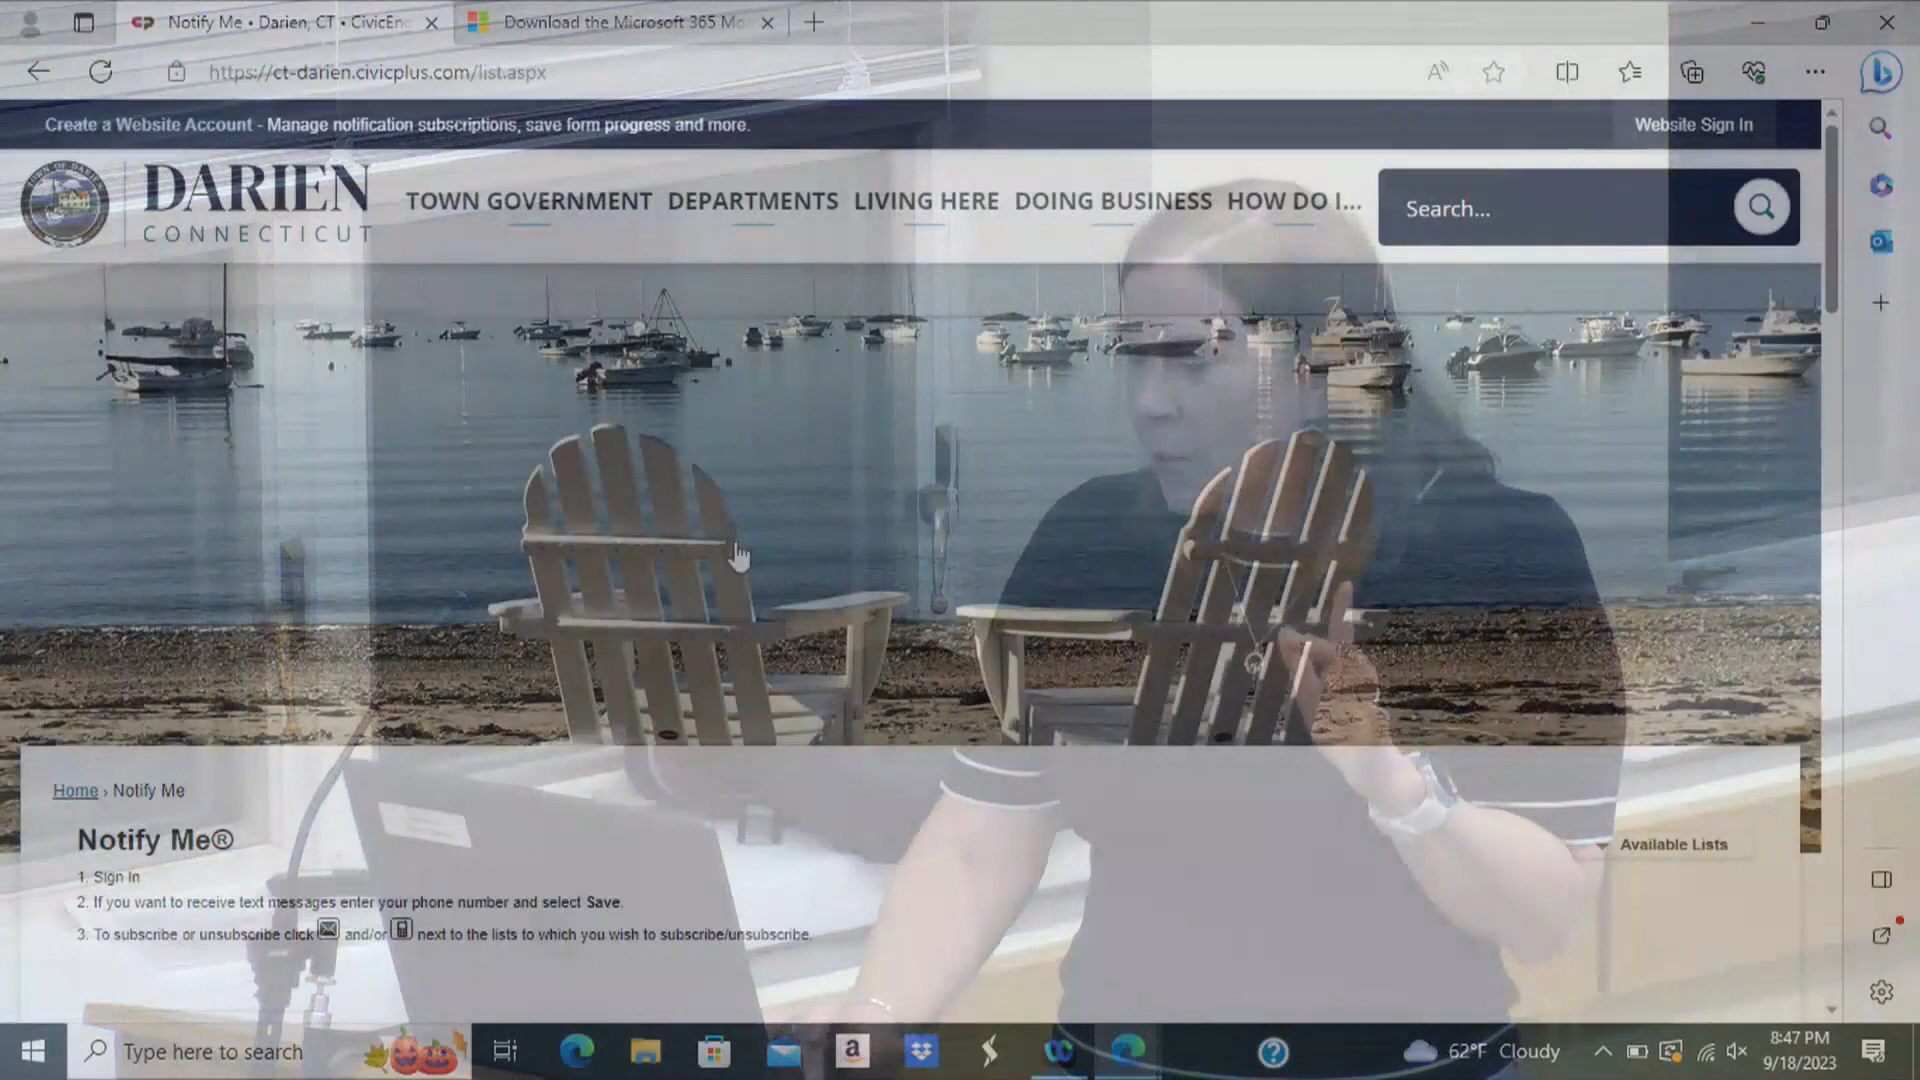 Notify Me • Darien, CT • CivicEng
Download the Microsoft 365 Mo
https://ct-darien.civicplus.com/list.aspx
Create a Website Account - Manage notification subscriptions, save form progress and more.
Website Sign In
DARIEN
CONNECTICUT
TOWN GOVERNMENT DEPARTMENTS LIVING HERE DOING BUSINESS HOW DO I...
Search...
Home › Notify Me
Notify Me®
Available Lists
1. Sign In
2. If you want to receive text messages enter your phone number and select Save.
3. To subscribe or unsubscribe click and/or next to the lists to which you wish to subscribe/unsubscribe.
Type here to search
62°F Cloudy
8:47 PM
9/18/2023